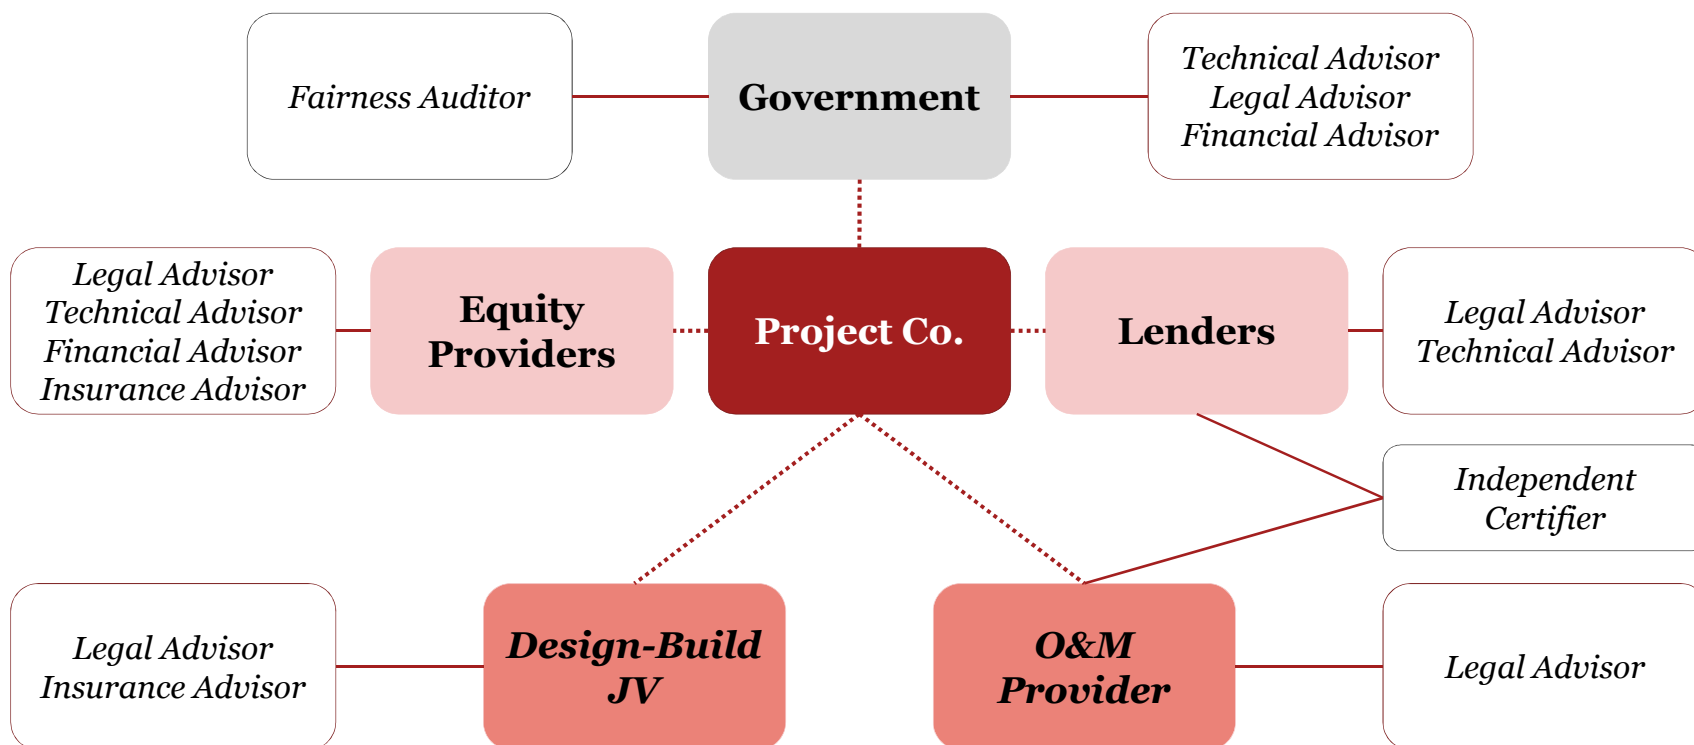 Fairness Auditor
Government
Technical Advisor
Legal Advisor
Financial Advisor
Legal Advisor
Technical Advisor
Financial Advisor
Insurance Advisor
Equity
Providers
Project Co.
Lenders
Legal Advisor
Technical Advisor
Independent
Certifier
Legal Advisor
Insurance Advisor
Design-Build
JV
O&M
Provider
Legal Advisor